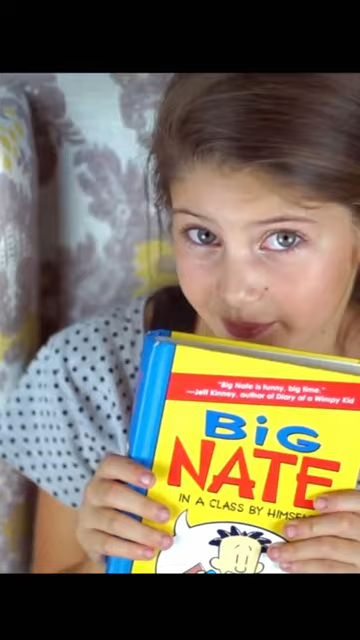 "Big Nate is funny, big time."
—Jeff Kinney, author of Diary of a Wimpy Kid
BiG
NATE
IN A CLASS BY